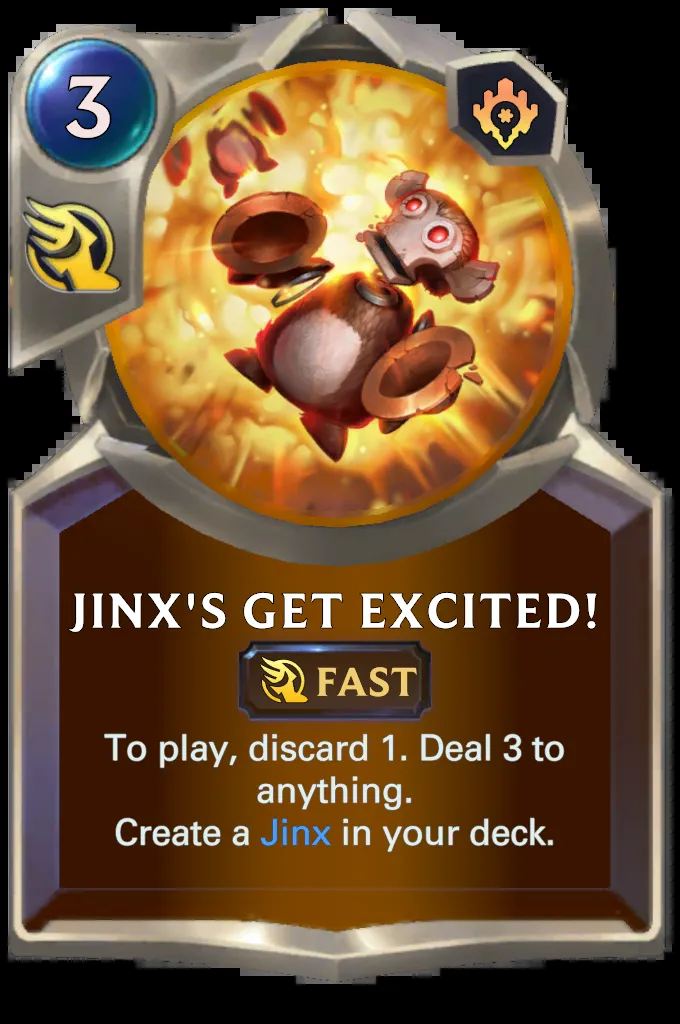 3
JINX'S GET EXCITED!
FAST
To play, discard 1. Deal 3 to
anything.
Create a Jinx in your deck.